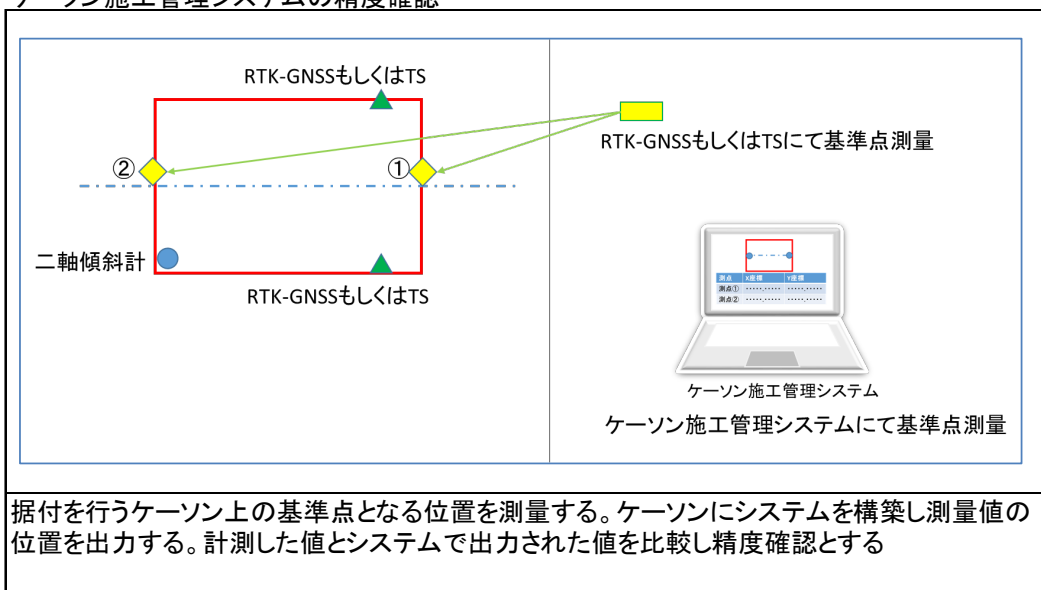 ケーソン施工管理システムの精度確認
RTK-GNSSもしくはTS
RTK-GNSSもしくはTSにて基準点測量
②
①
二軸傾斜計
RTK-GNSSもしくはTS
測点 X座標 Y座標
測点① ・・・・・.・・・・・ ・・・・・.・・・・・
測点② ・・・・・.・・・・・ ・・・・・.・・・・・
ケーソン施工管理システム
ケーソン施工管理システムにて基準点測量
据付を行うケーソン上の基準点となる位置を測量する。ケーソンにシステムを構築し測量値の
位置を出力する。計測した値とシステムで出力された値を比較し精度確認とする